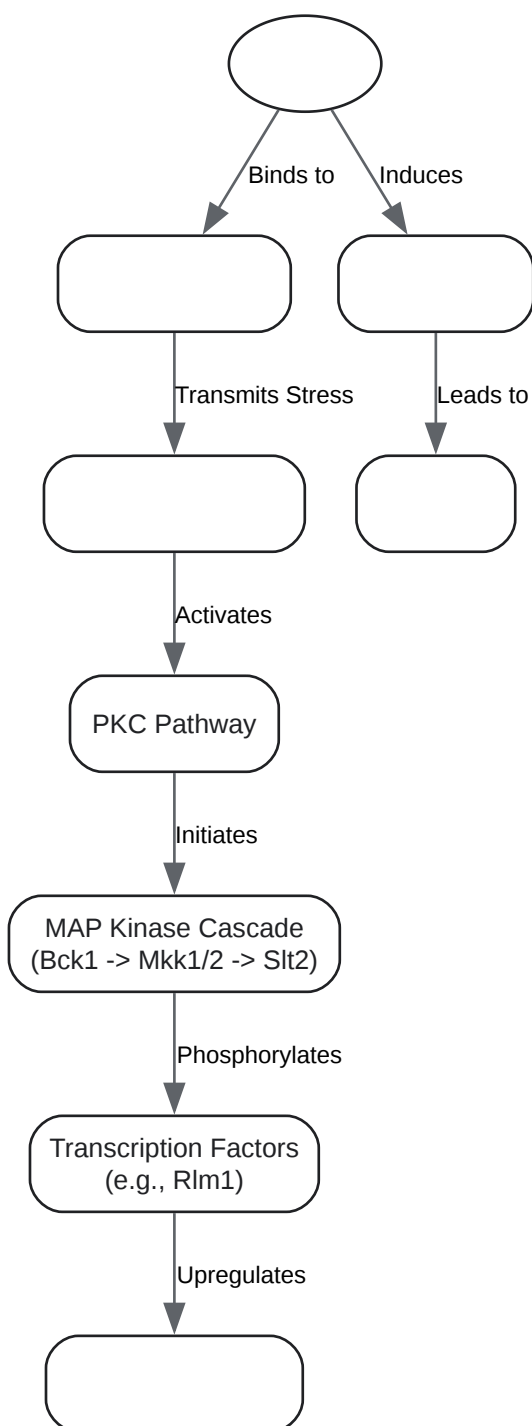 Binds to
Induces
Transmits Stress
Leads to
Activates
PKC Pathway
Initiates
MAP Kinase Cascade
(Bck1 -> Mkk1/2 -> Slt2)
Phosphorylates
Transcription Factors
(e.g., Rlm1)
Upregulates